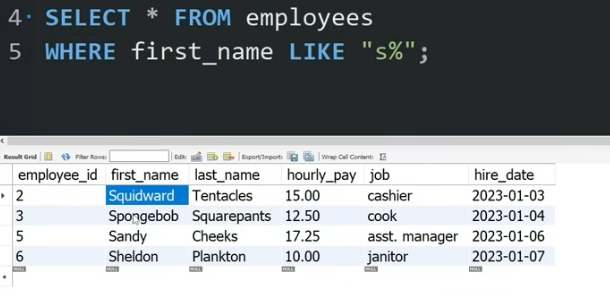 4 SELECT * FROM employees
5 WHERE first_name LIKE "s%";
Result Grid Filter Rows: Edit: Export/Import: Wrap Cell Content:
employee_id first_name last_name hourly_pay job hire_date
2 Squidward Tentacles 15.00 cashier 2023-01-03
3 Spongebob Squarepants 12.50 cook 2023-01-04
5 Sandy Cheeks 17.25 asst. manager 2023-01-06
6 Sheldon Plankton 10.00 janitor 2023-01-07
NULL NULL NULL NULL NULL NULL